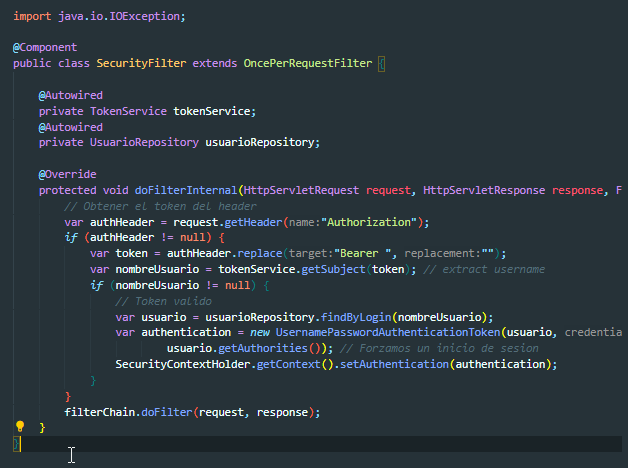 import java.io.IOException;
@Component
public class SecurityFilter extends OncePerRequestFilter {
@Autowired
private TokenService tokenService;
@Autowired
private UsuarioRepository usuarioRepository;
@Override
protected void doFilterInternal(HttpServletRequest request, HttpServletResponse response, F
// Obtener el token del header
var authHeader = request.getHeader(name:"Authorization");
if (authHeader != null) {
var token = authHeader.replace(target:"Bearer ", replacement:"");
var nombreUsuario = tokenService.getSubject(token); // extract username
if (nombreUsuario != null) {
// Token valido
var usuario = usuarioRepository.findByLogin(nombreUsuario);
var authentication = new UsernamePasswordAuthenticationToken(usuario, credentia
usuario.getAuthorities()); // Forzamos un inicio de sesion
SecurityContextHolder.getContext().setAuthentication(authentication);
}
}
filterChain.doFilter(request, response);
}
}